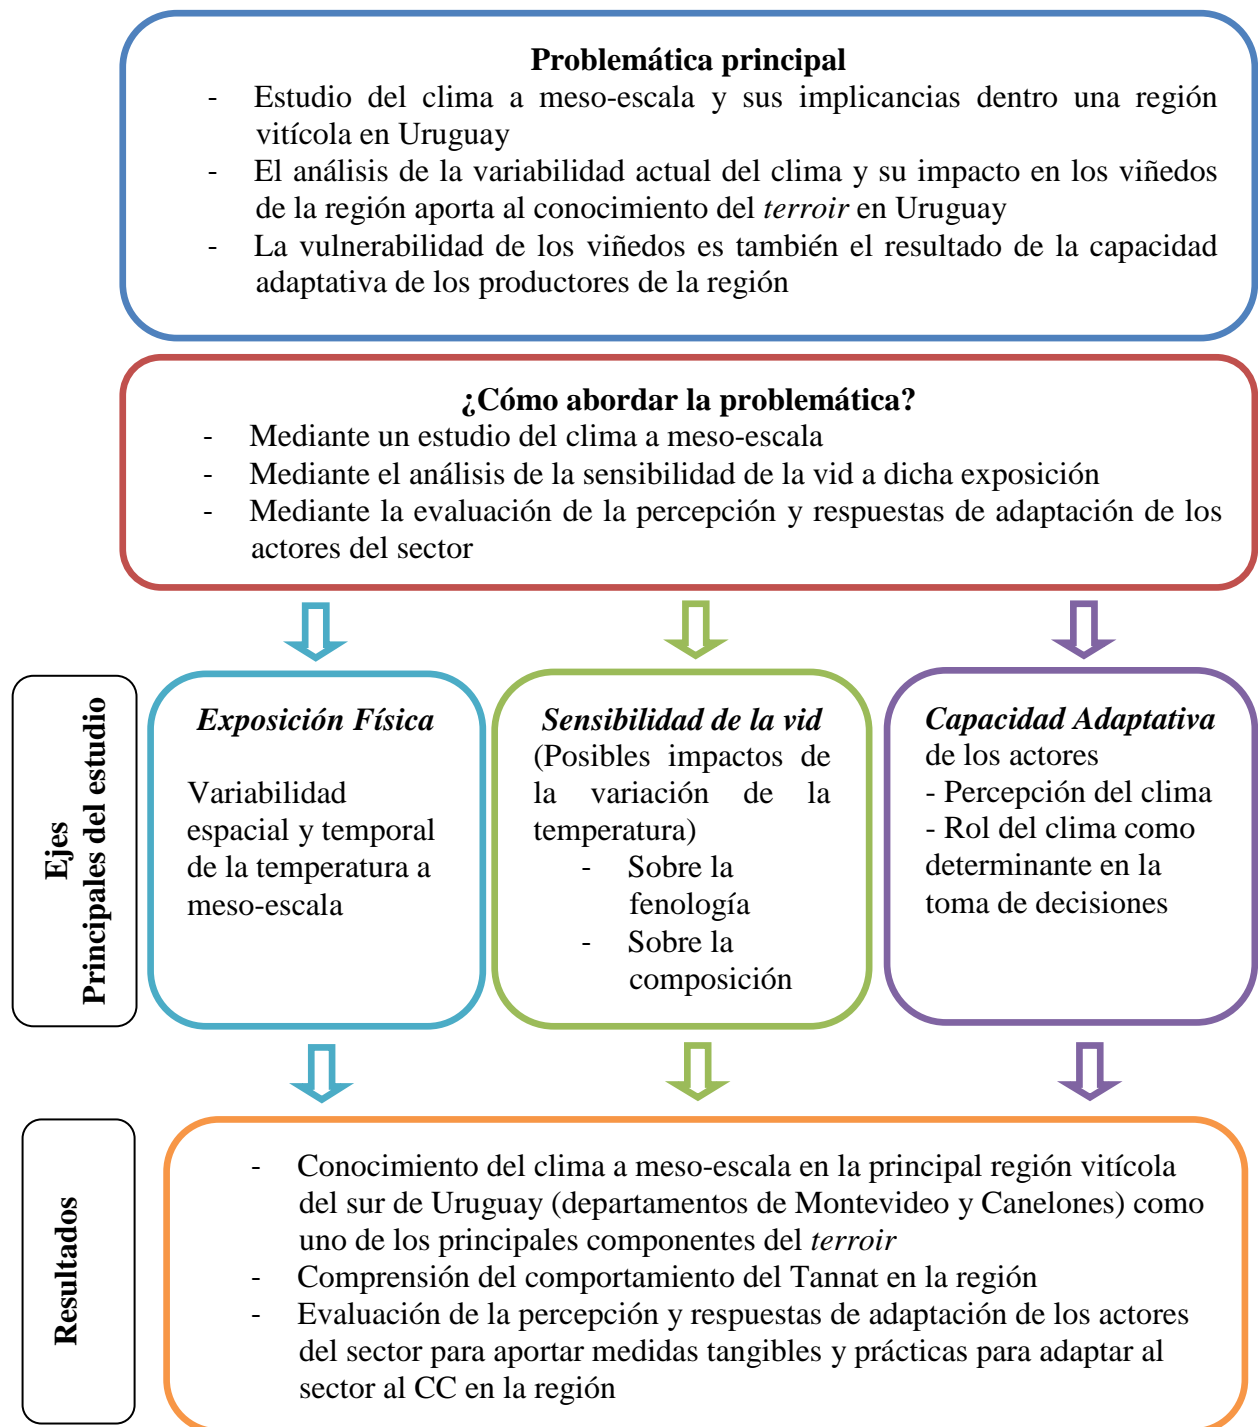 Problemática principal
- Estudio del clima a meso-escala y sus implicancias dentro una región
vitícola en Uruguay
- El análisis de la variabilidad actual del clima y su impacto en los viñedos
de la región aporta al conocimiento del terroir en Uruguay
- La vulnerabilidad de los viñedos es también el resultado de la capacidad
adaptativa de los productores de la región
¿Cómo abordar la problemática?
- Mediante un estudio del clima a meso-escala
- Mediante el análisis de la sensibilidad de la vid a dicha exposición
- Mediante la evaluación de la percepción y respuestas de adaptación de los
actores del sector
Ejes
Principales del estudio
Exposición Física
Variabilidad
espacial y temporal
de la temperatura a
meso-escala
Sensibilidad de la vid
(Posibles impactos de
la variación de la
temperatura)
- Sobre la
fenología
- Sobre la
composición
Capacidad Adaptativa
de los actores
- Percepción del clima
- Rol del clima como
determinante en la
toma de decisiones
Resultados
- Conocimiento del clima a meso-escala en la principal región vitícola
del sur de Uruguay (departamentos de Montevideo y Canelones) como
uno de los principales componentes del terroir
- Comprensión del comportamiento del Tannat en la región
- Evaluación de la percepción y respuestas de adaptación de los actores
del sector para aportar medidas tangibles y prácticas para adaptar al
sector al CC en la región